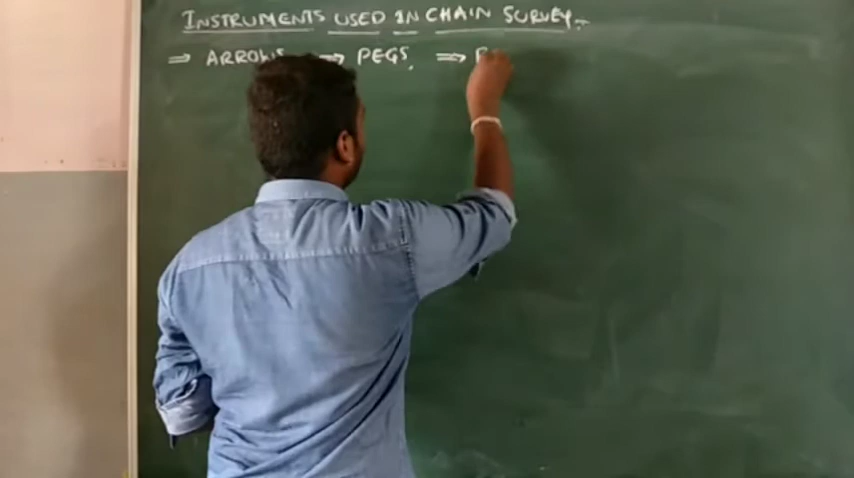 INSTRUMENTS USED IN CHAIN SURVEY:-
⇒ ARROWS ⇒ PEGS, ⇒